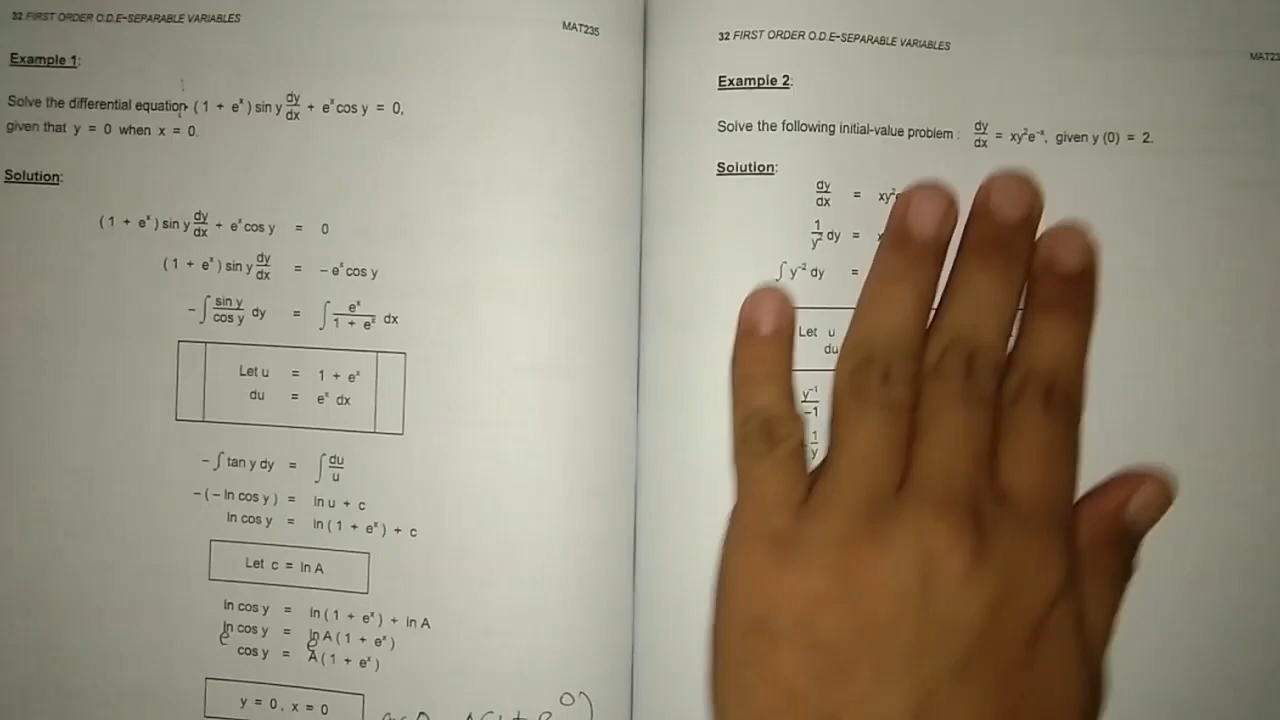 32 FIRST ORDER O.D.E-SEPARABLE VARIABLES
MAT235
Example 1:
Solve the differential equation (1 + eˣ) sin y dy/dx + eˣ cos y = 0,
given that y = 0 when x = 0.
Solution:
(1 + eˣ) sin y dy/dx + eˣ cos y = 0
(1 + eˣ) sin y dy/dx = − eˣ cos y
−∫ sin y/cos y dy = ∫ eˣ/1 + eˣ dx
Let u = 1 + eˣ
du = eˣ dx
−∫ tan y dy = ∫ du/u
−(−ln cos y) = ln u + c
ln cos y = ln (1 + eˣ) + c
Let c = ln A
ln cos y = ln (1 + eˣ) + ln A
ln cos y = ln A (1 + eˣ)
e e
cos y = A (1 + eˣ)
y = 0, x = 0
32 FIRST ORDER O.D.E-SEPARABLE VARIABLES
MAT23
Example 2:
Solve the following initial-value problem : dy/dx = xy²e⁻ˣ, given y (0) = 2.
Solution:
dy/dx = xy²
1/y² dy =
∫ y⁻² dy =
Let u
du
y⁻¹/−1
1/y